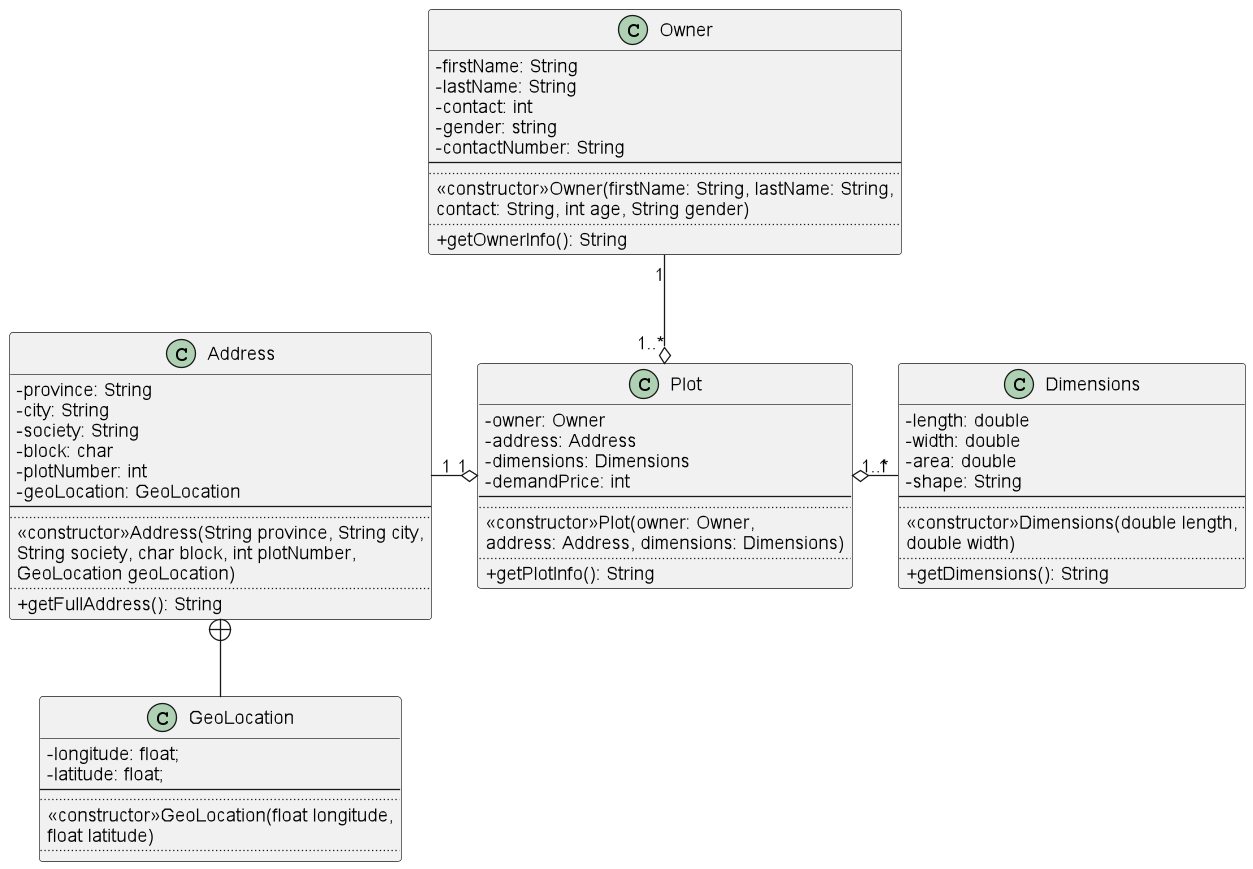 C Owner
-firstName: String
-lastName: String
-contact: int
-gender: string
-contactNumber: String
«constructor»Owner(firstName: String, lastName: String,
contact: String, int age, String gender)
+getOwnerInfo(): String
1
1..*
C Address
-province: String
-city: String
-society: String
-block: char
-plotNumber: int
-geoLocation: GeoLocation
«constructor»Address(String province, String city,
String society, char block, int plotNumber,
GeoLocation geoLocation)
+getFullAddress(): String
1 1
C Plot
-owner: Owner
-address: Address
-dimensions: Dimensions
-demandPrice: int
«constructor»Plot(owner: Owner,
address: Address, dimensions: Dimensions)
+getPlotInfo(): String
1..*
1
C Dimensions
-length: double
-width: double
-area: double
-shape: String
«constructor»Dimensions(double length,
double width)
+getDimensions(): String
C GeoLocation
-longitude: float;
-latitude: float;
«constructor»GeoLocation(float longitude,
float latitude)